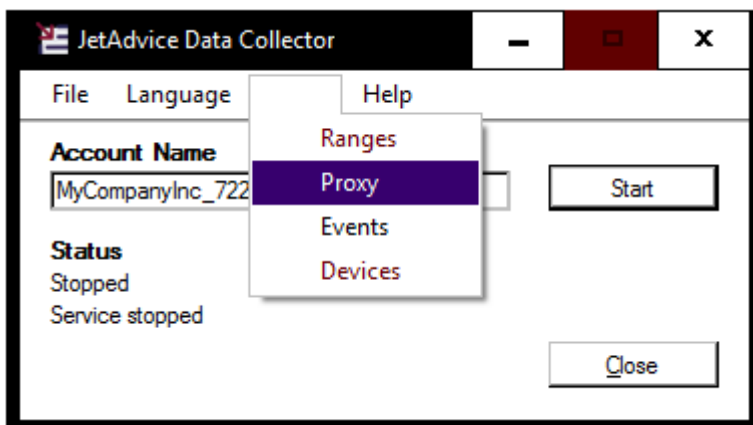 JetAdvice Data Collector
File Language Help
Ranges
Proxy
Events
Devices
Account Name
MyCompanyInc_722
Start
Status
Stopped
Service stopped
Close